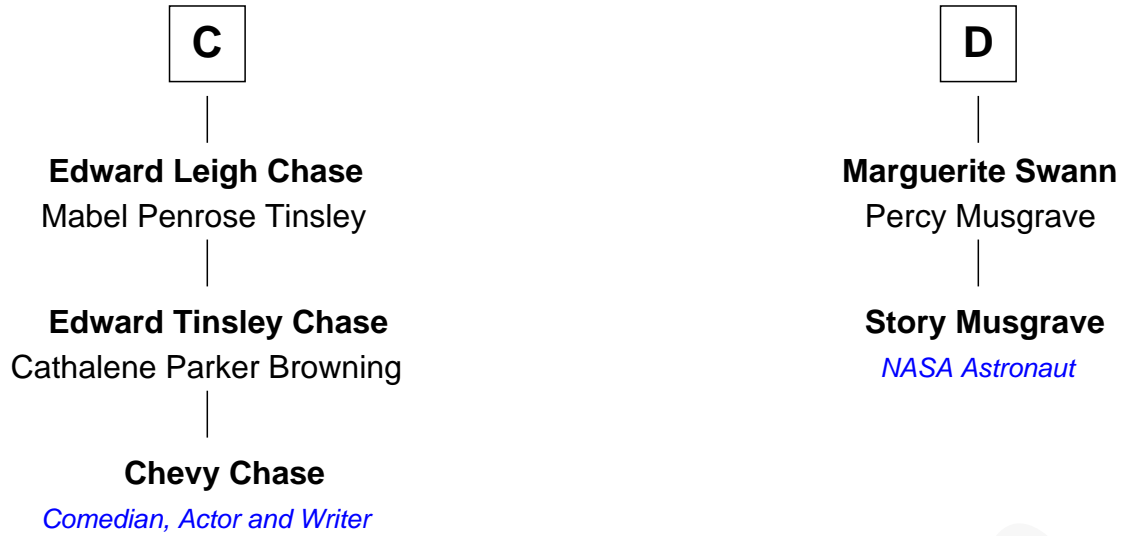 C
Edward Leigh Chase
Mabel Penrose Tinsley
Edward Tinsley Chase
Cathalene Parker Browning
Chevy Chase
Comedian, Actor and Writer
D
Marguerite Swann
Percy Musgrave
Story Musgrave
NASA Astronaut